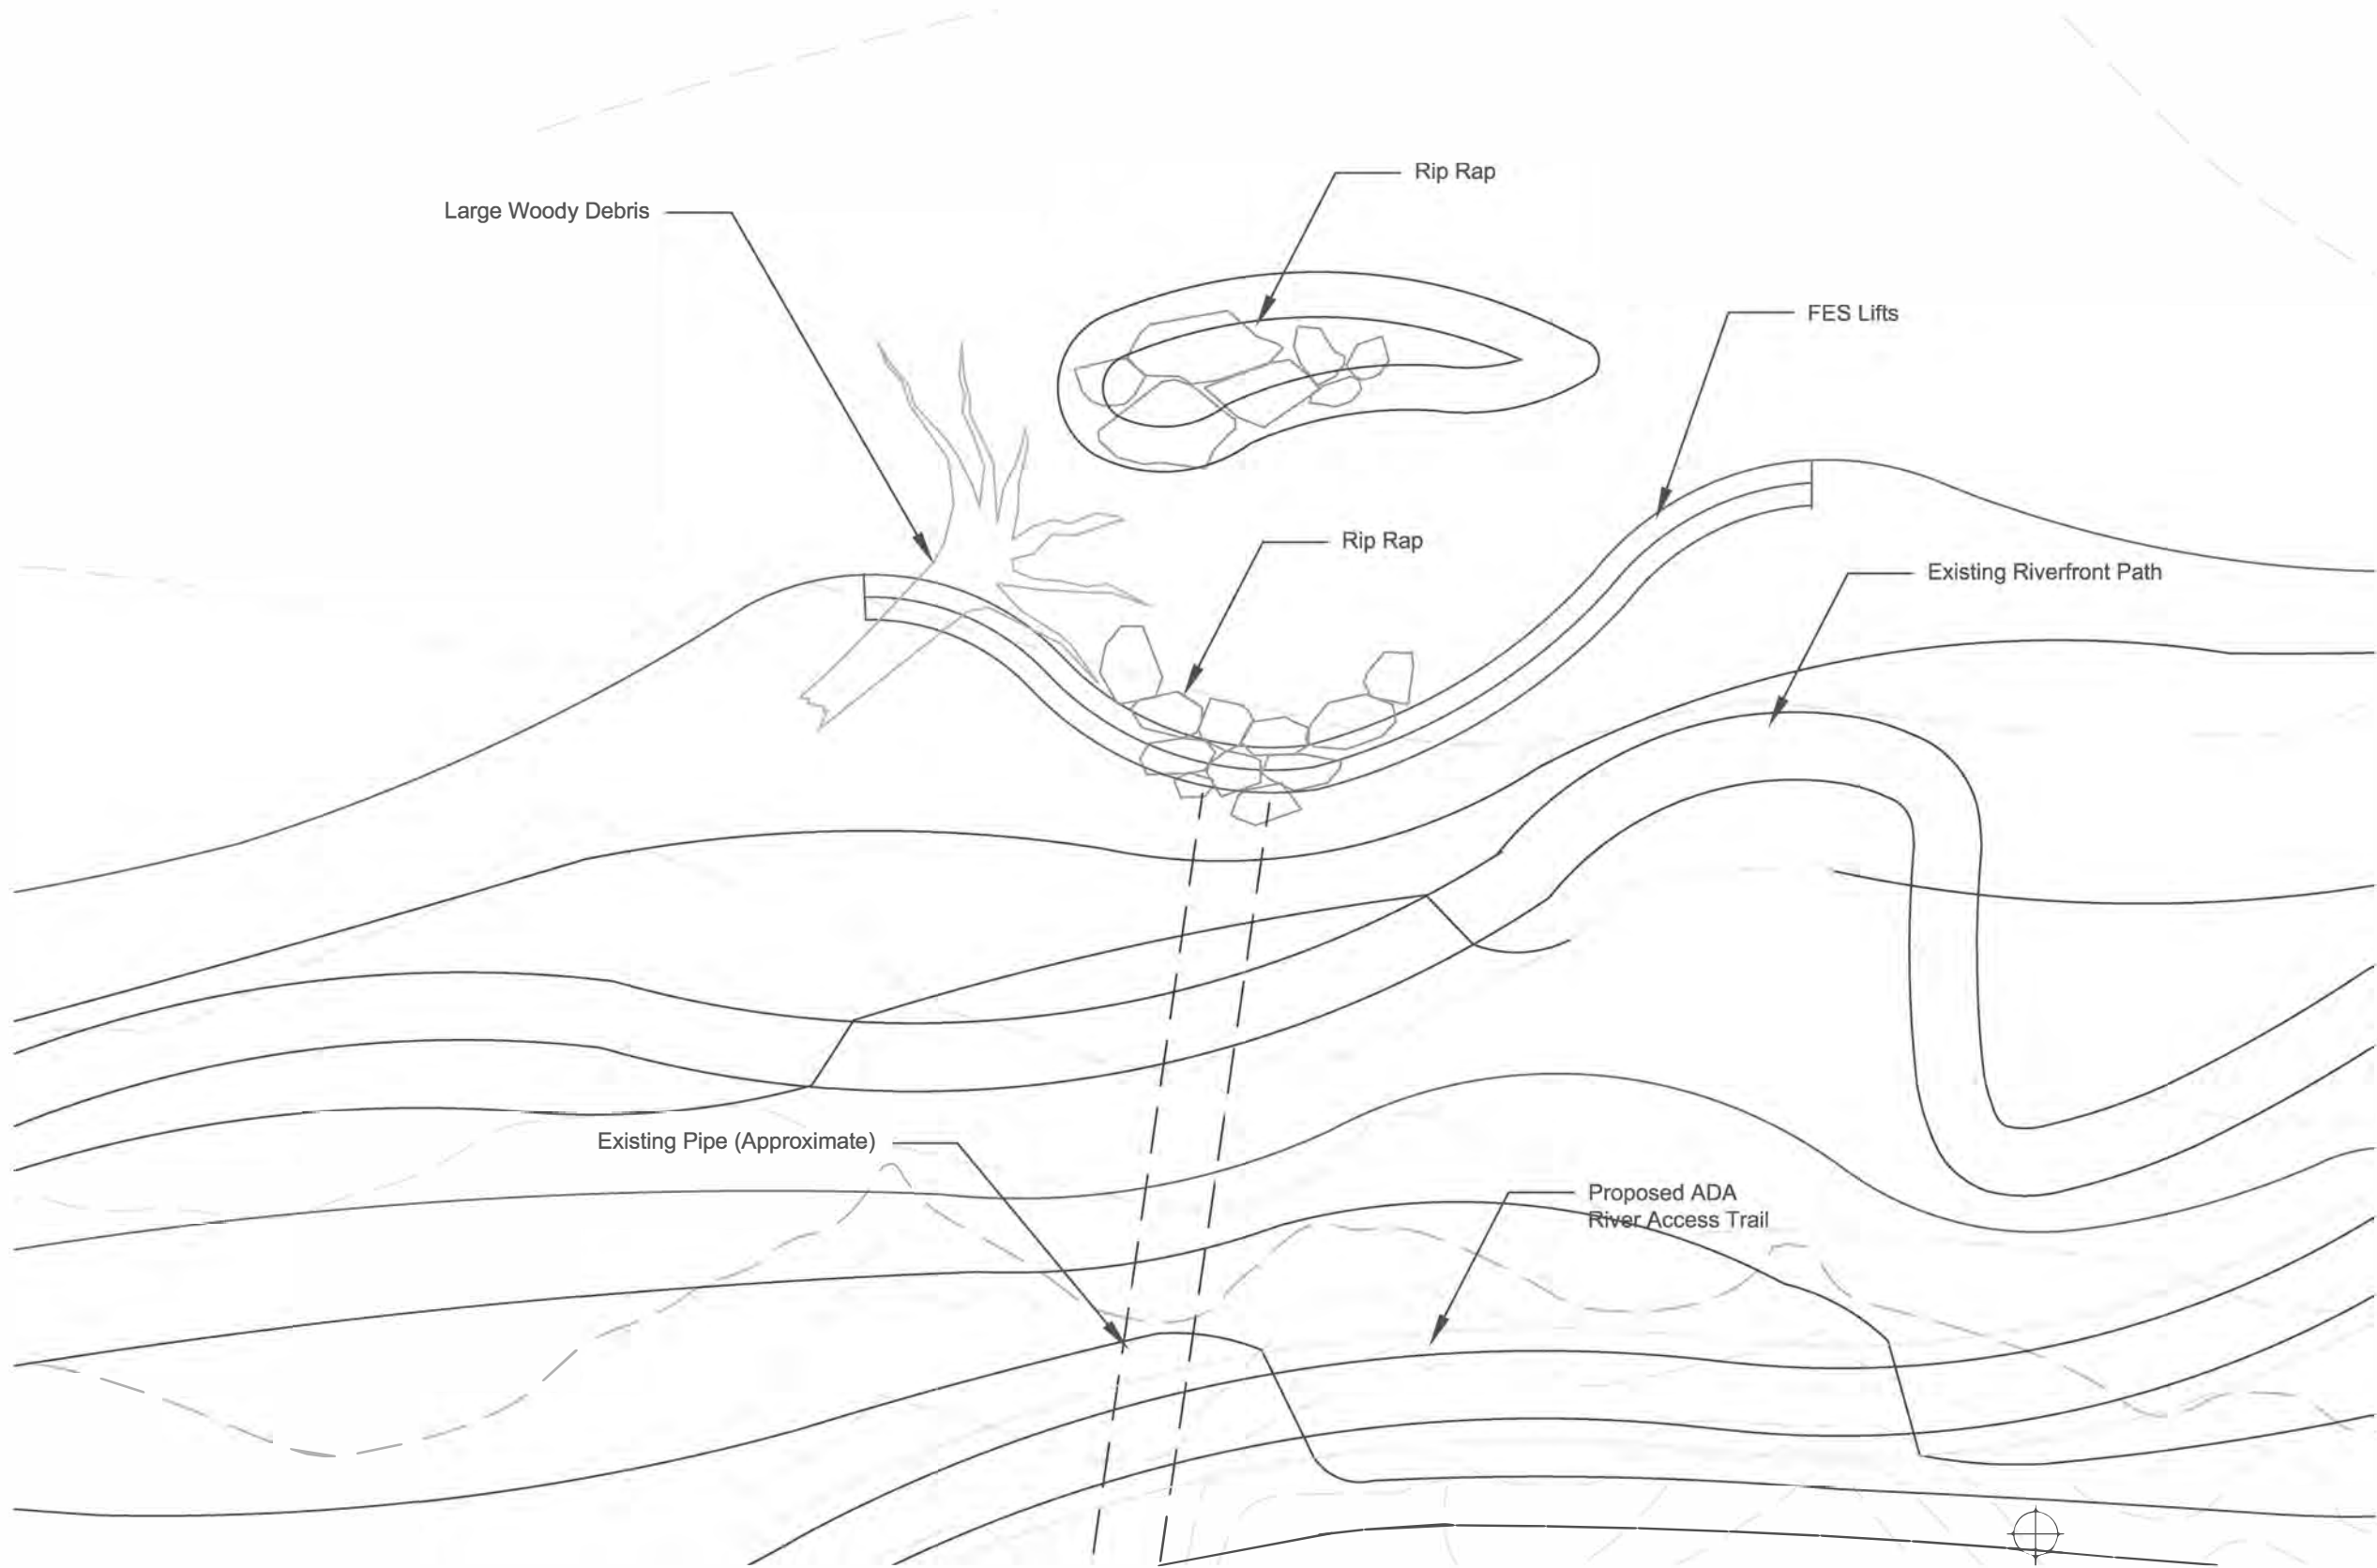 Rip Rap
Large Woody Debris
FES Lifts
Rip Rap
Existing Riverfront Path
Existing Pipe (Approximate)
Proposed ADA
River Access Trail